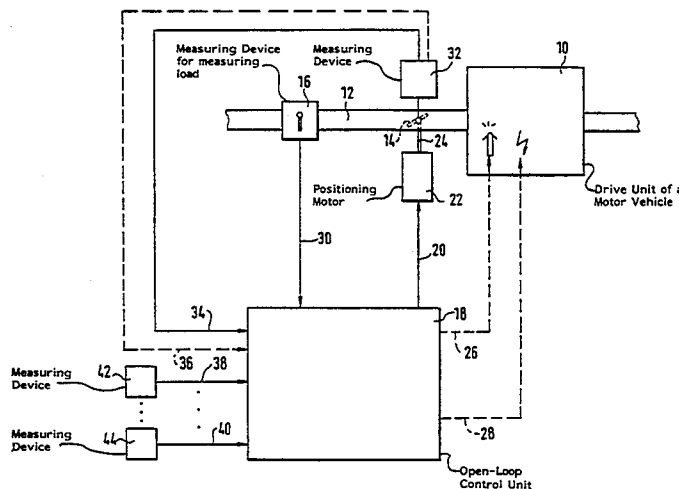 Measuring Device
for measuring
load
Measuring
Device
32
10
16
12
14
24
Positioning
Motor
22
Drive Unit of a
Motor Vehicle
30
20
34
18
26
36
38
Measuring
Device
42
28
Measuring
Device
44
40
Open-Loop
Control Unit